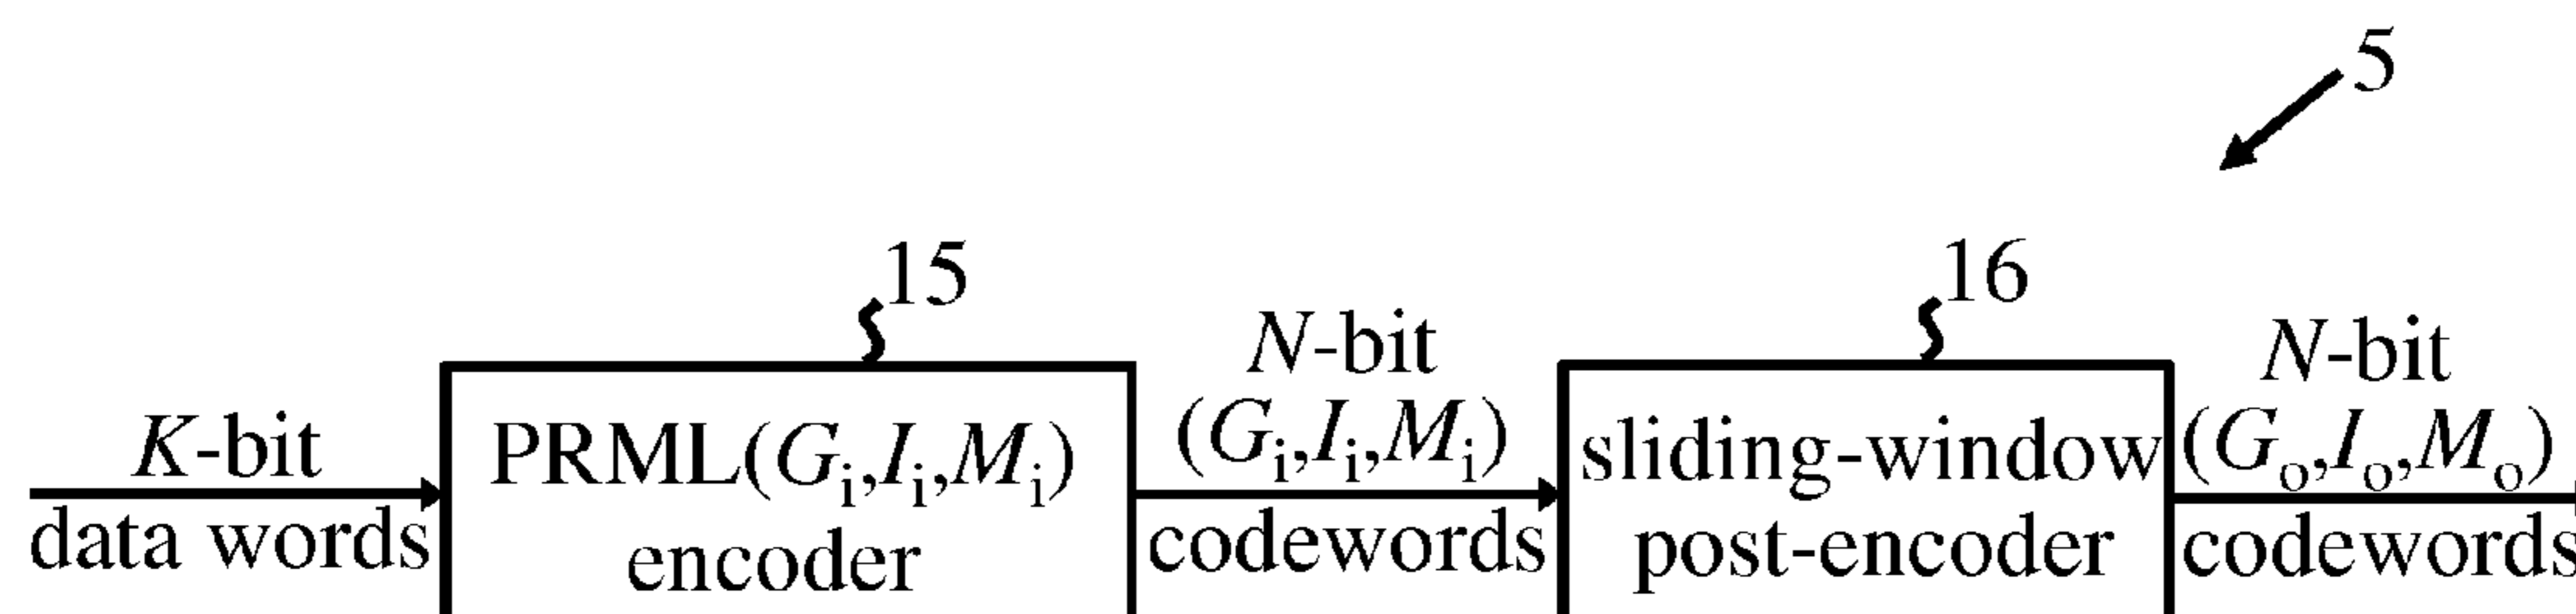 5
15
16
K-bit
data words
PRML(Gᵢ,Iᵢ,Mᵢ)
encoder
N-bit
(Gᵢ,Iᵢ,Mᵢ)
codewords
sliding-window
post-encoder
N-bit
(Gₒ,Iₒ,Mₒ)
codewords